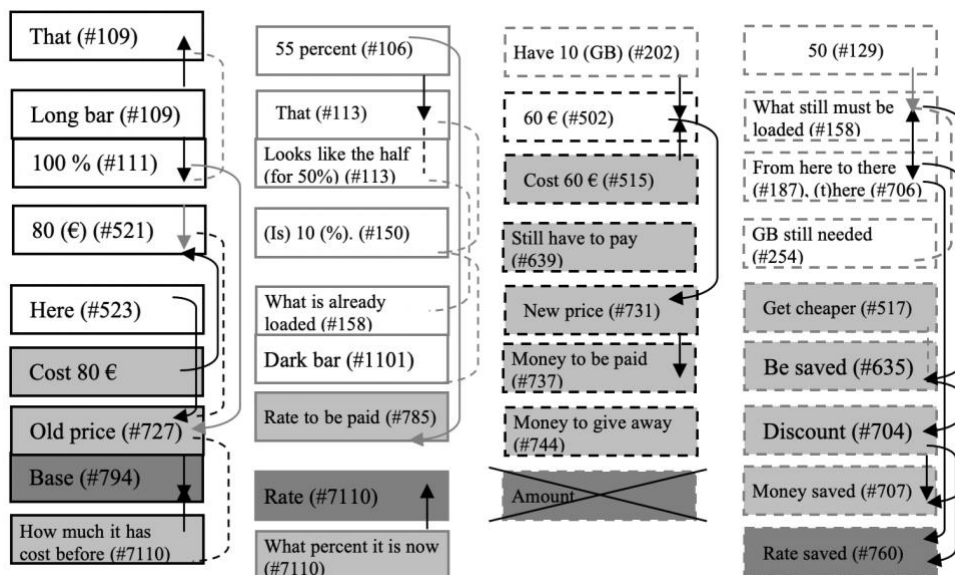 That (#109)
Long bar (#109)
100 % (#111)
80 (€) (#521)
Here (#523)
Cost 80 €
Old price (#727)
Base (#794)
How much it has
cost before (#7110)
55 percent (#106)
That (#113)
Looks like the half
(for 50%) (#113)
(Is) 10 (%). (#150)
What is already
loaded (#158)
Dark bar (#1101)
Rate to be paid (#785)
Rate (#7110)
What percent it is now
(#7110)
Have 10 (GB) (#202)
60 € (#502)
Cost 60 € (#515)
Still have to pay
(#639)
New price (#731)
Money to be paid
(#737)
Money to give away
(#744)
Amount
50 (#129)
What still must be
loaded (#158)
From here to there
(#187), (t)here (#706)
GB still needed
(#254)
Get cheaper (#517)
Be saved (#635)
Discount (#704)
Money saved (#707)
Rate saved (#760)